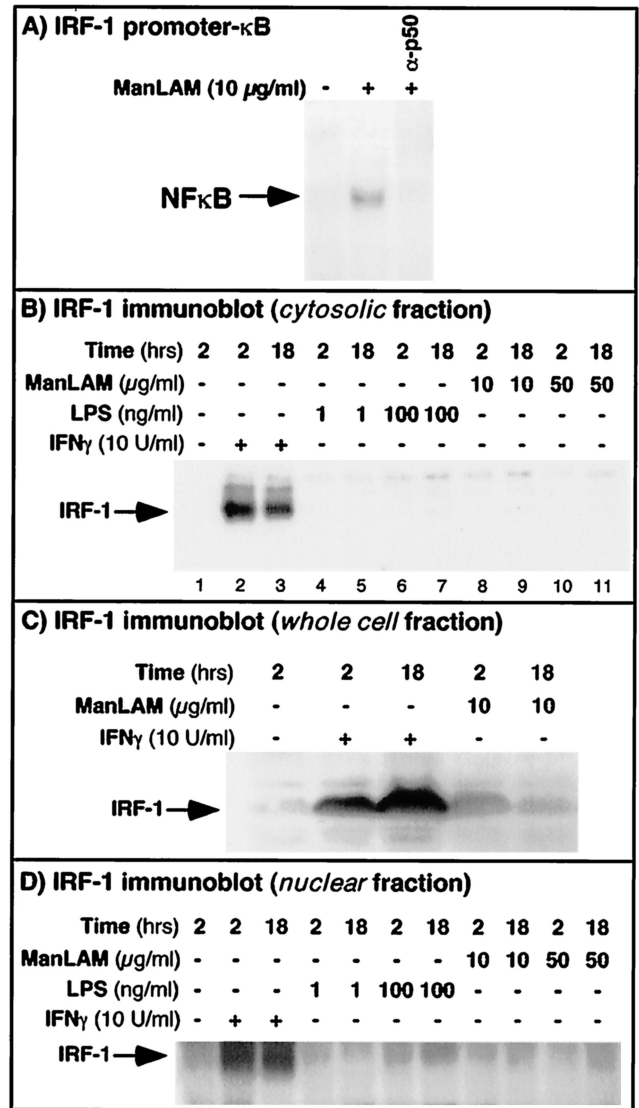 A) IRF-1 promoter-κB
α-p50
ManLAM (10 µg/ml) - + +
NFκB
B) IRF-1 immunoblot (cytosolic fraction)
Time (hrs) 2 2 18 2 18 2 18 2 18 2 18
ManLAM (µg/ml) - - - - - - - 10 10 50 50
LPS (ng/ml) - - - 1 1 100 100 - - - -
IFNγ (10 U/ml) - + + - - - - - - - -
IRF-1
1 2 3 4 5 6 7 8 9 10 11
C) IRF-1 immunoblot (whole cell fraction)
Time (hrs) 2 2 18 2 18
ManLAM (µg/ml) - - - 10 10
IFNγ (10 U/ml) - + + - -
IRF-1
D) IRF-1 immunoblot (nuclear fraction)
Time (hrs) 2 2 18 2 18 2 18 2 18 2 18
ManLAM (µg/ml) - - - - - - - 10 10 50 50
LPS (ng/ml) - - - 1 1 100 100 - - - -
IFNγ (10 U/ml) - + + - - - - - - - -
IRF-1